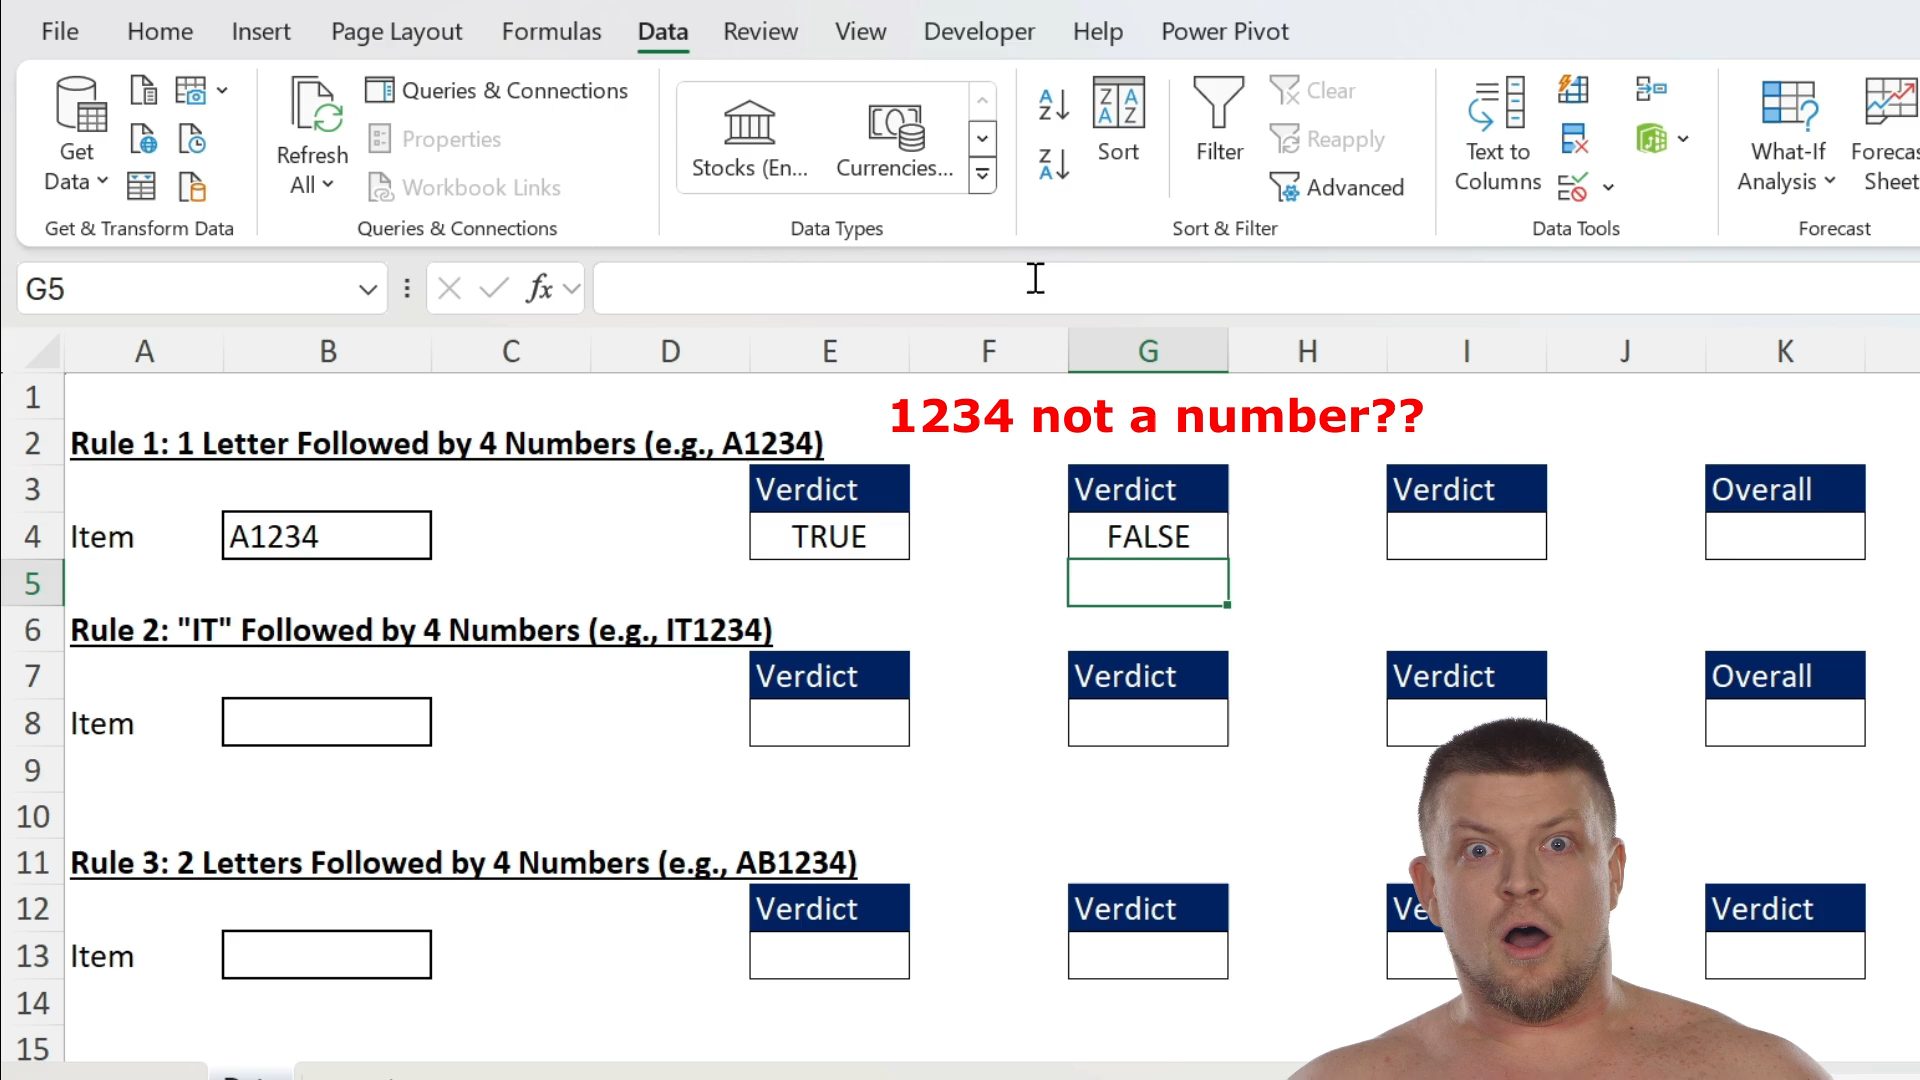 File Home Insert Page Layout Formulas Data Review View Developer Help Power Pivot
Get Data
Refresh All
Queries & Connections
Properties
Workbook Links
Stocks (En...
Currencies...
Sort
Filter
Clear
Reapply
Advanced
Text to Columns
What-If Analysis
Sheet
Get & Transform Data
Queries & Connections
Data Types
Sort & Filter
Data Tools
Forecast
G5
fx
A B C D E F G H I J K
1
1234 not a number??
2 Rule 1: 1 Letter Followed by 4 Numbers (e.g., A1234)
3 Verdict Verdict Verdict Overall
4 Item A1234 TRUE FALSE
5
6 Rule 2: "IT" Followed by 4 Numbers (e.g., IT1234)
7 Verdict Verdict Verdict Overall
8 Item
9
10
11 Rule 3: 2 Letters Followed by 4 Numbers (e.g., AB1234)
12 Verdict Verdict Ve Verdict
13 Item
14
15